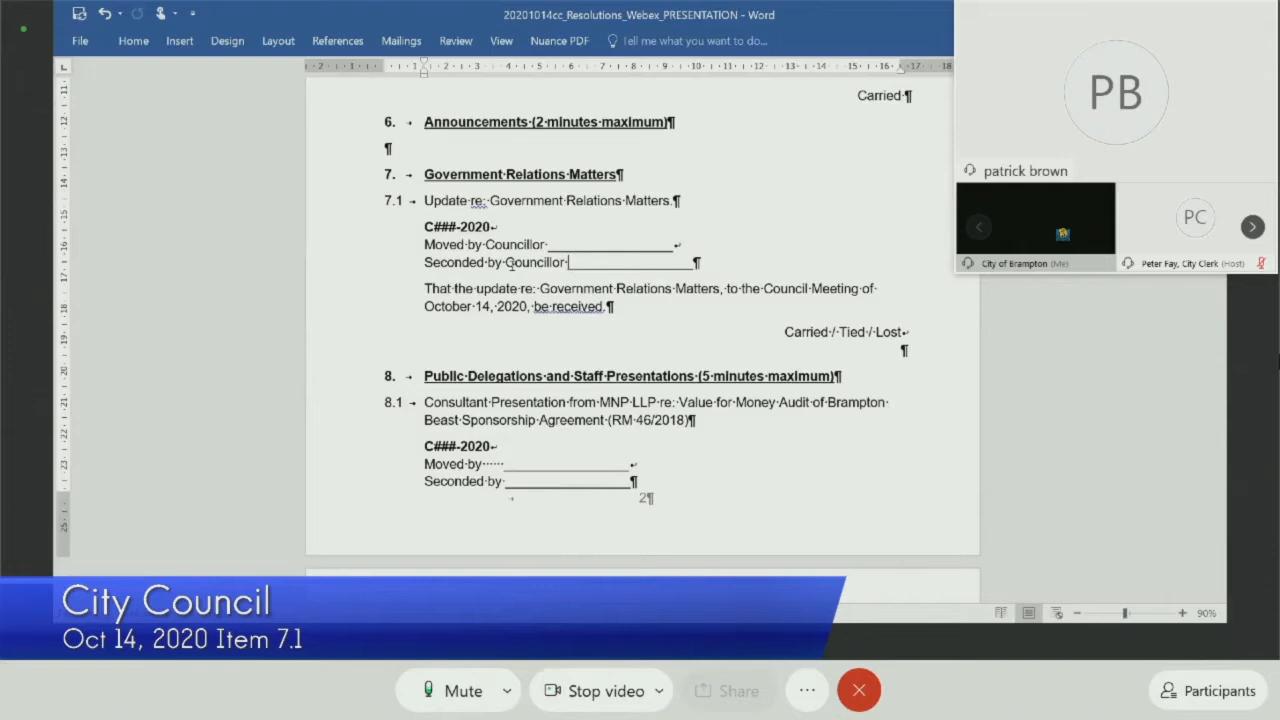 20201014cc_Resolutions_Webex_PRESENTATION - Word
File Home Insert Design Layout References Mailings Review View Nuance PDF Tell me what you want to do...
PB
patrick brown
PC
City of Brampton (Me)
Peter Fay, City Clerk (Host)
Carried
6. Announcements (2 minutes maximum)
7. Government Relations Matters
7.1 Update re: Government Relations Matters.
C###-2020
Moved by Councillor ____________________
Seconded by Councillor ____________________
That the update re: Government Relations Matters, to the Council Meeting of
October 14, 2020, be received.
Carried / Tied / Lost
8. Public Delegations and Staff Presentations (5 minutes maximum)
8.1 Consultant Presentation from MNP LLP re: Value for Money Audit of Brampton
Beast Sponsorship Agreement (RM 46/2018)
C###-2020
Moved by ____________________
Seconded by ____________________
2
90%
City Council
Oct 14, 2020 Item 7.1
Mute Stop video Share ... Participants